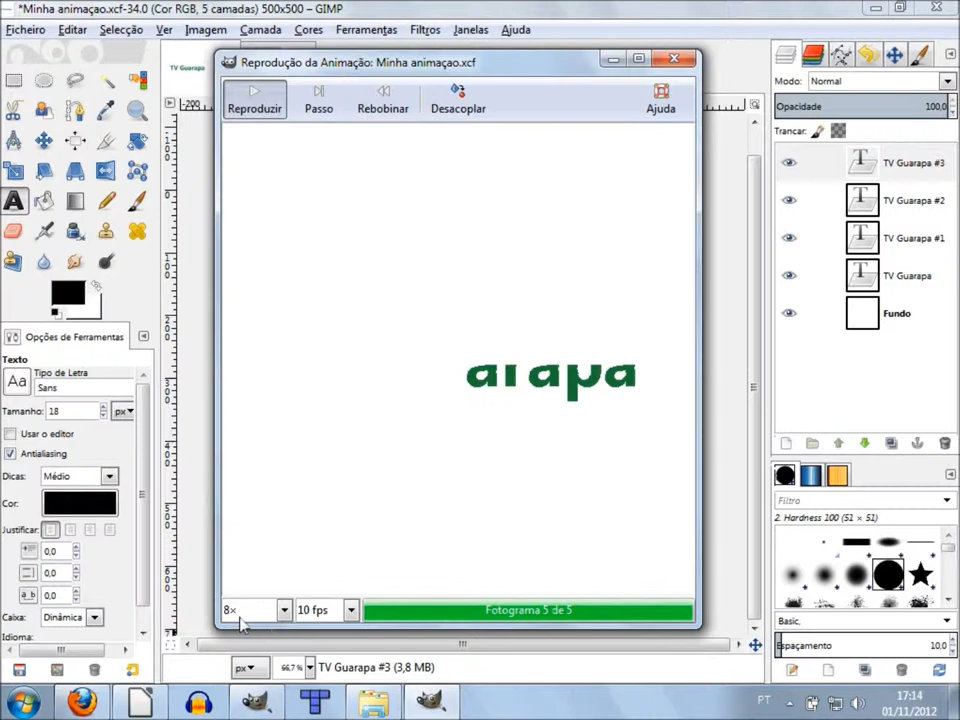 *Minha animaçao.xcf-34.0 (Cor RGB, 5 camadas) 500x500 – GIMP
Ficheiro Editar Selecção Ver Imagem Camada Cores Ferramentas Filtros Janelas Ajuda
TV Guarapa
Reprodução da Animação: Minha animaçao.xcf
Reproduzir Passo Rebobinar Desacoplar Ajuda
Modo: Normal
Opacidade 100,0
Trancar:
TV Guarapa #3
TV Guarapa #2
TV Guarapa #1
TV Guarapa
Fundo
-200
Opções de Ferramentas
Texto
Tipo de Letra
Aa Sans
Tamanho: 18 px
Usar o editor
Antialiasing
Dicas: Médio
Cor:
Justificar:
0,0
0,0
0,0
Caixa: Dinâmica
Idioma:
8× 10 fps Fotograma 5 de 5
px 66,7 % TV Guarapa #3 (3,8 MB)
Filtro
2. Hardness 100 (51 × 51)
Basic,
Espaçamento 10,0
PT 17:14
01/11/2012